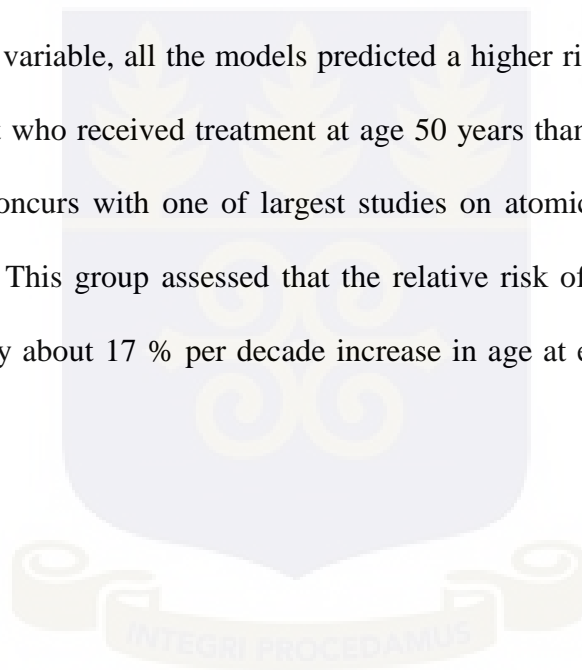 variable, all the models predicted a higher ri
who received treatment at age 50 years than
oncurs with one of largest studies on atomic
This group assessed that the relative risk of
y about 17 % per decade increase in age at e
INTEGRI PROCEDAMUS